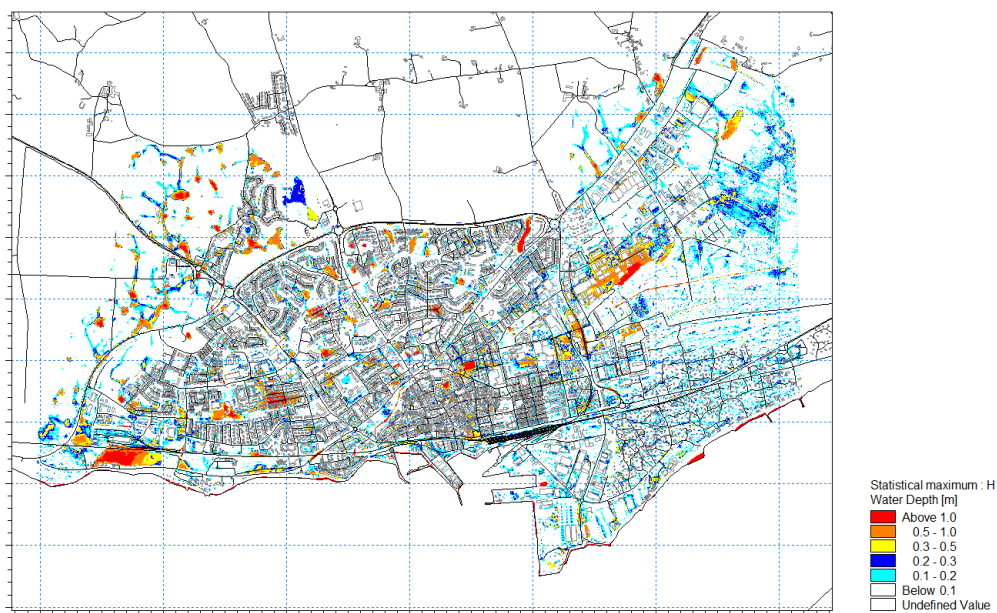 Statistical maximum : H
Water Depth [m]
Above 1.0
0.5 - 1.0
0.3 - 0.5
0.2 - 0.3
0.1 - 0.2
Below 0.1
Undefined Value